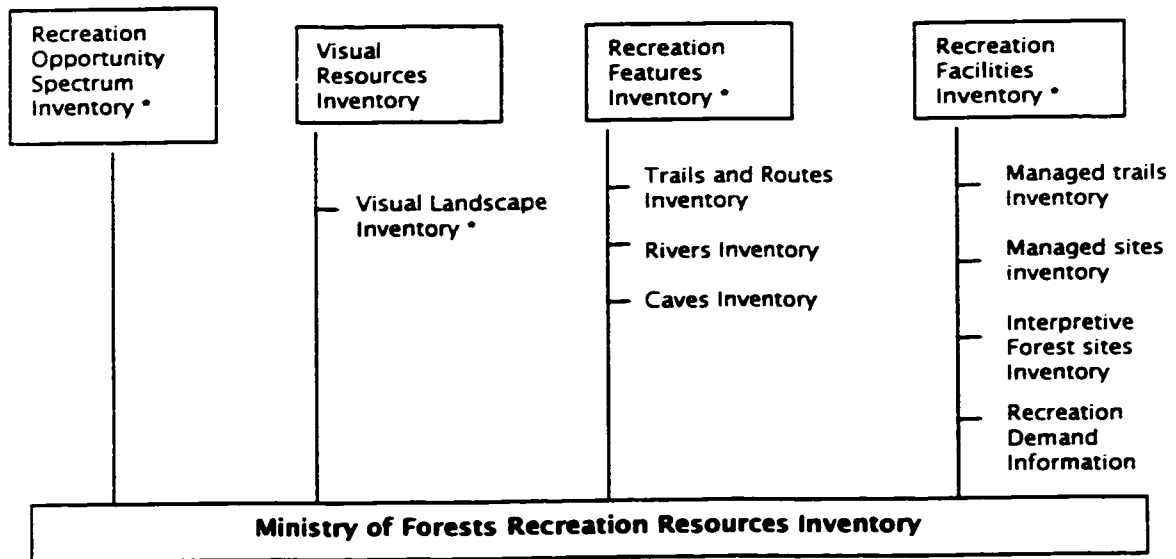 Recreation
Opportunity
Spectrum
Inventory *
Visual
Resources
Inventory
Recreation
Features
Inventory *
Recreation
Facilities
Inventory *
Visual Landscape
Inventory *
Trails and Routes
Inventory
Rivers Inventory
Caves Inventory
Managed trails
Inventory
Managed sites
inventory
Interpretive
Forest sites
Inventory
Recreation
Demand
Information
Ministry of Forests Recreation Resources Inventory